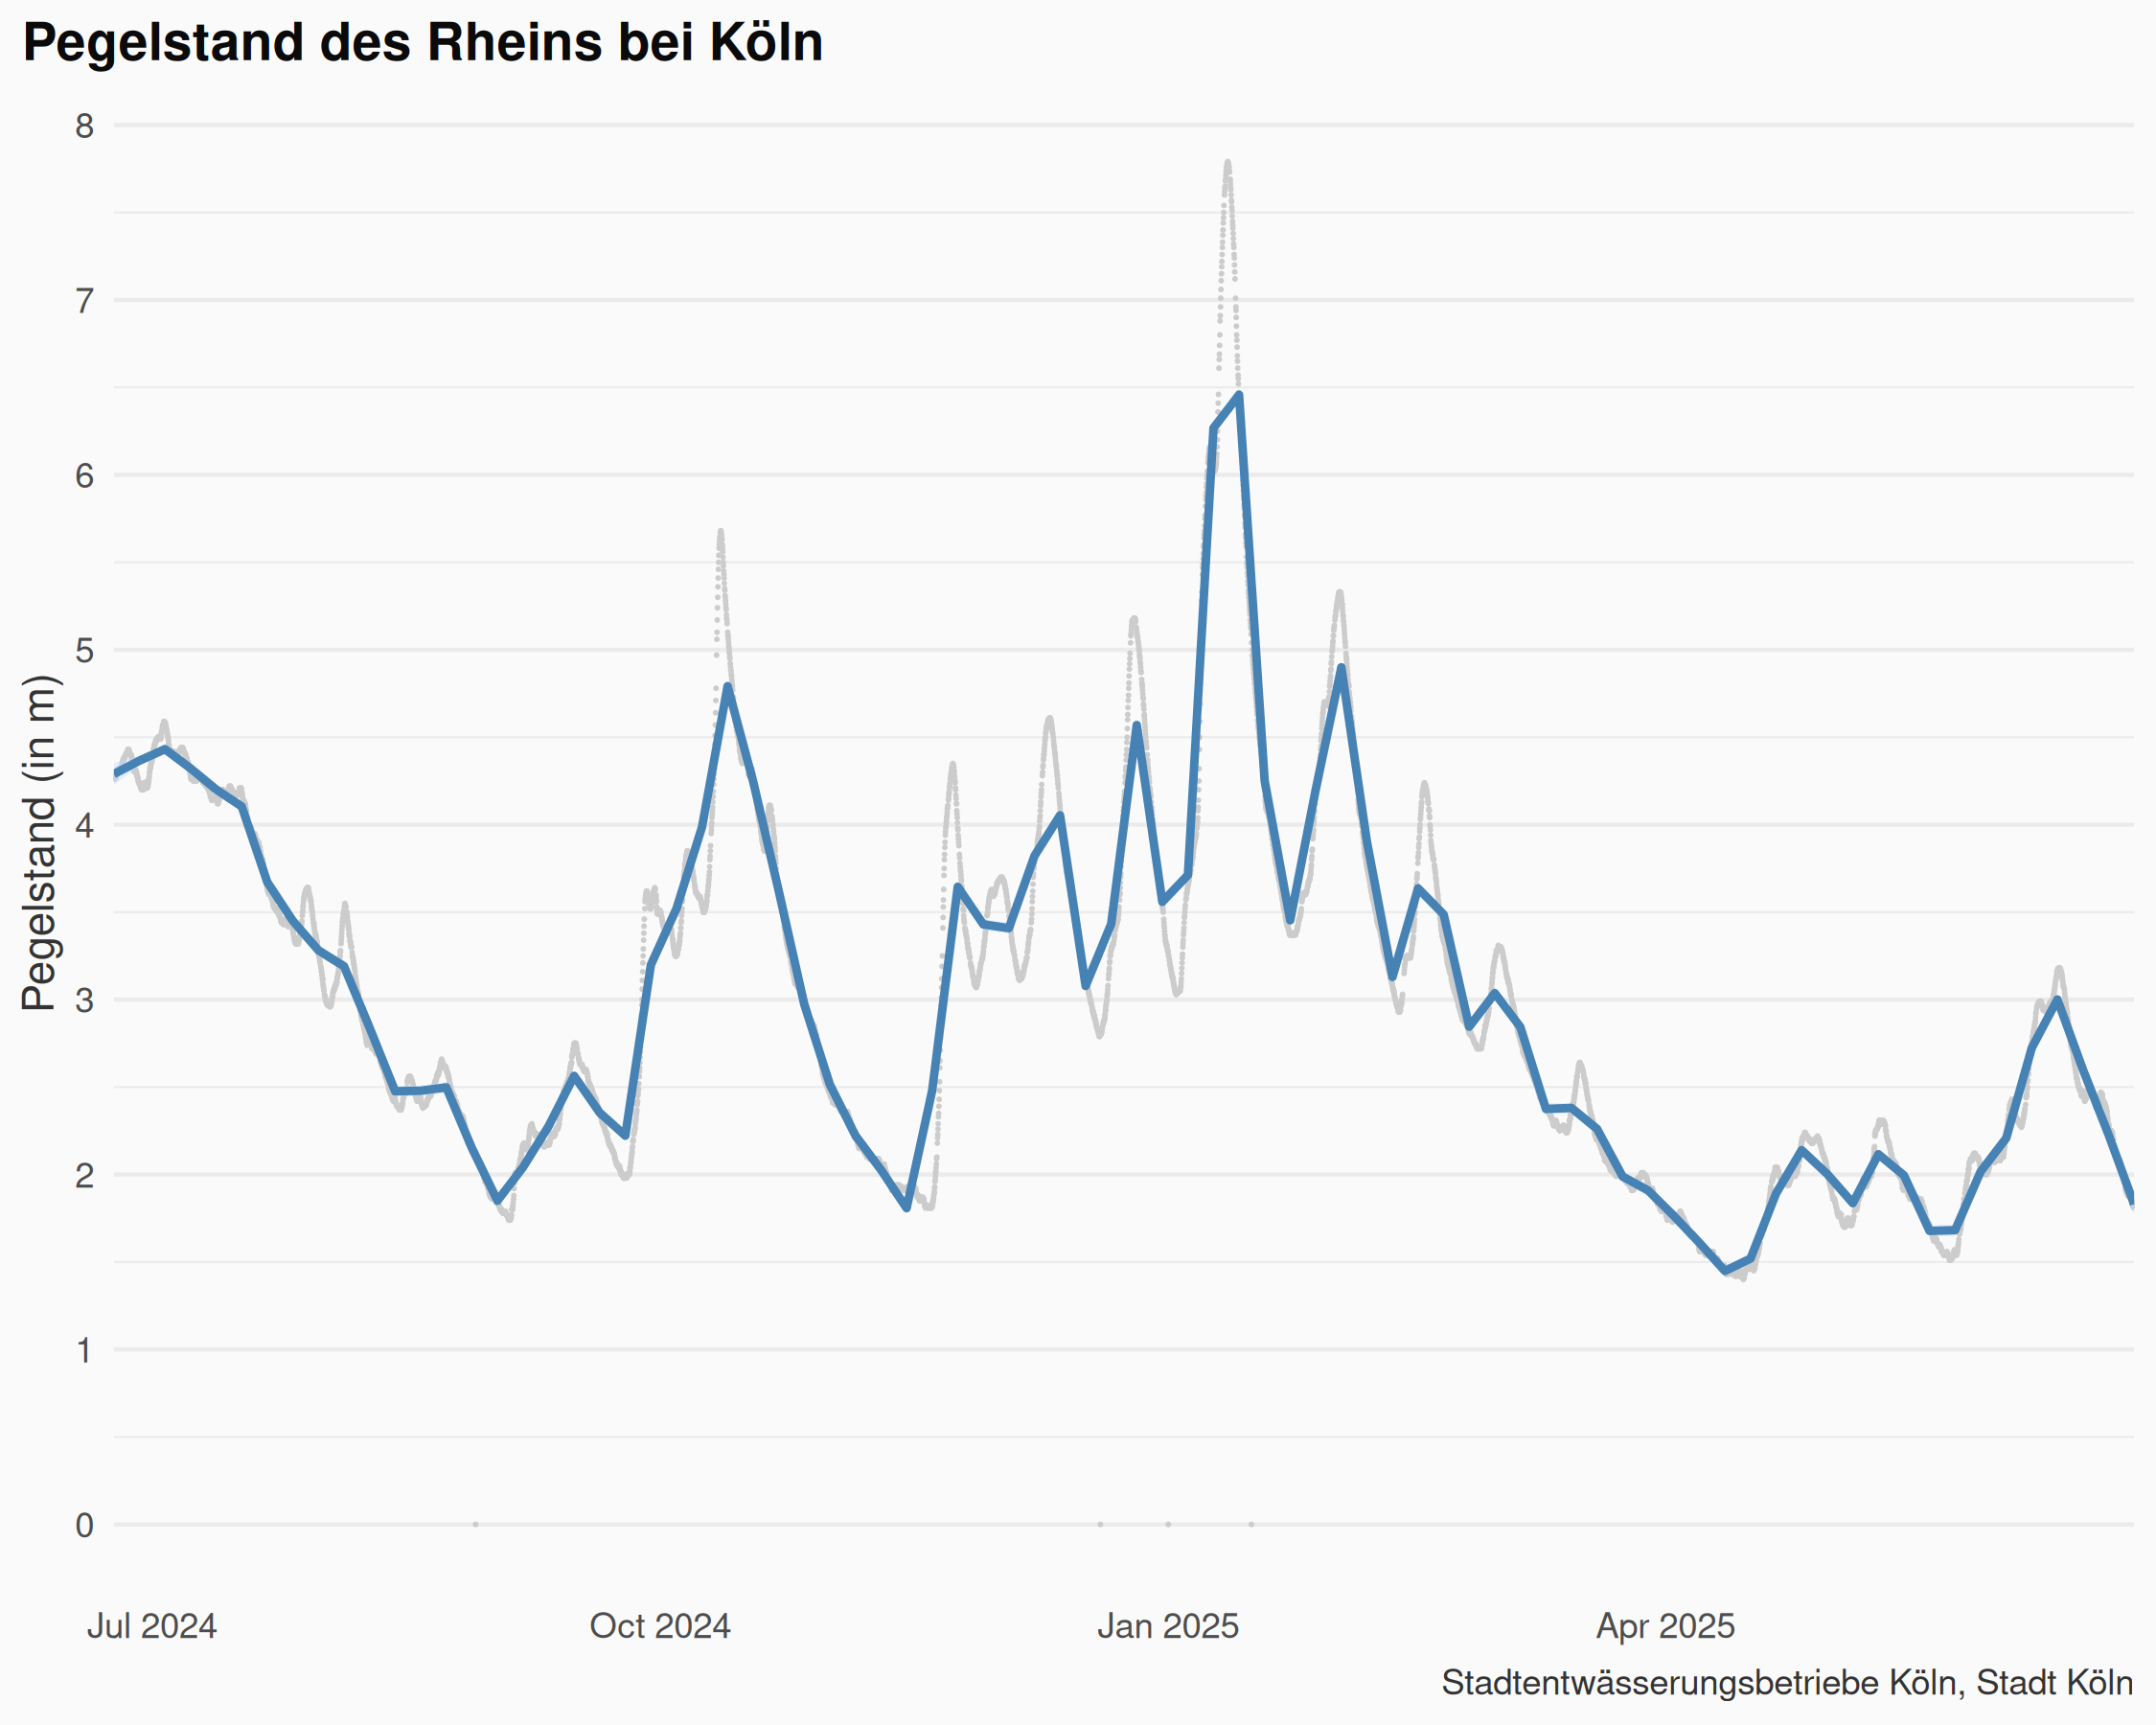 Pegelstand des Rheins bei Köln
Pegelstand (in m)
8
7
6
5
4
3
2
1
0
Jul 2024 Oct 2024 Jan 2025 Apr 2025
Stadtentwässerungsbetriebe Köln, Stadt Köln